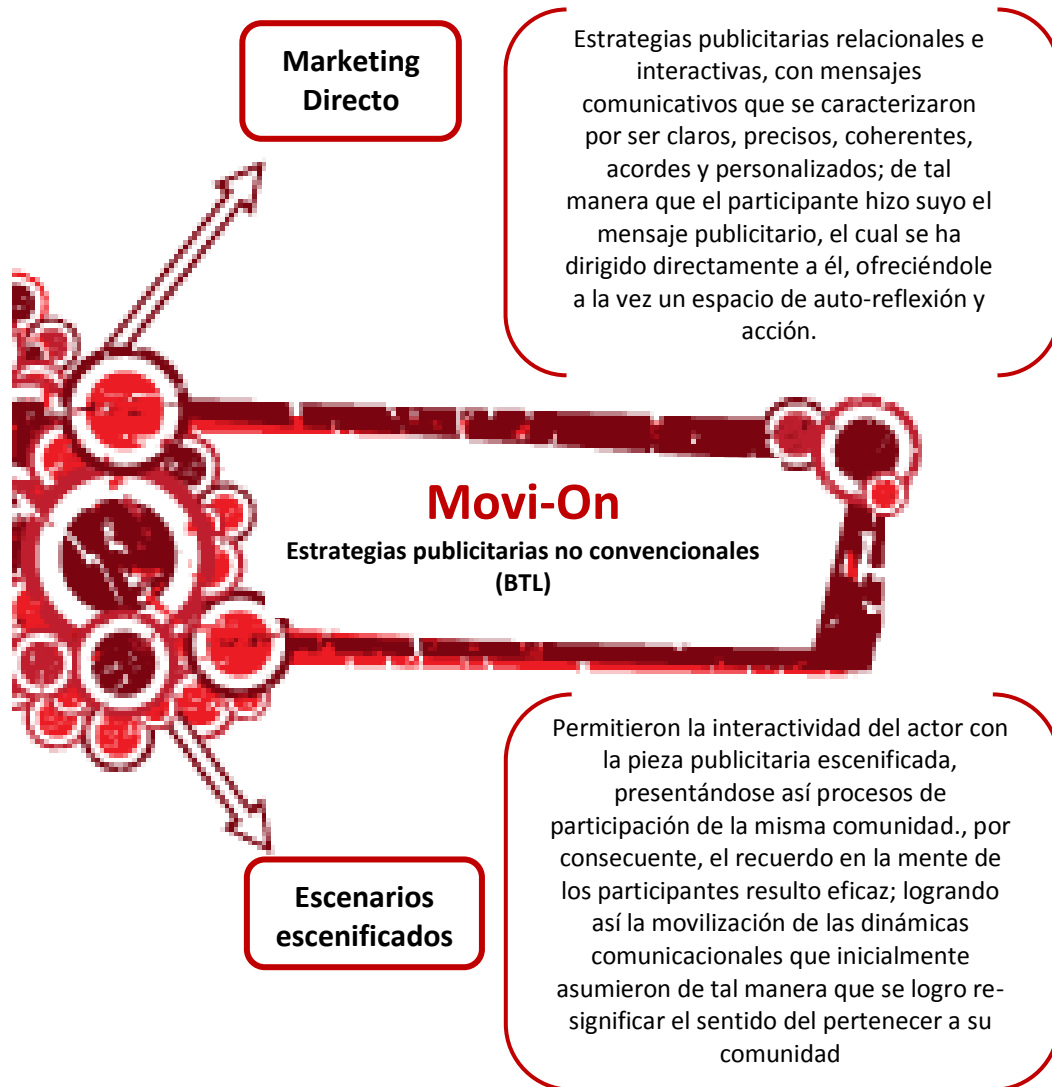 Marketing
Directo
Estrategias publicitarias relacionales e
interactivas, con mensajes
comunicativos que se caracterizaron
por ser claros, precisos, coherentes,
acordes y personalizados; de tal
manera que el participante hizo suyo el
mensaje publicitario, el cual se ha
dirigido directamente a él, ofreciéndole
a la vez un espacio de auto-reflexión y
acción.
Movi-On
Estrategias publicitarias no convencionales
(BTL)
Escenarios
escenificados
Permitieron la interactividad del actor con
la pieza publicitaria escenificada,
presentándose así procesos de
participación de la misma comunidad., por
consecuente, el recuerdo en la mente de
los participantes resulto eficaz; logrando
así la movilización de las dinámicas
comunicacionales que inicialmente
asumieron de tal manera que se logro re-
significar el sentido del pertenecer a su
comunidad